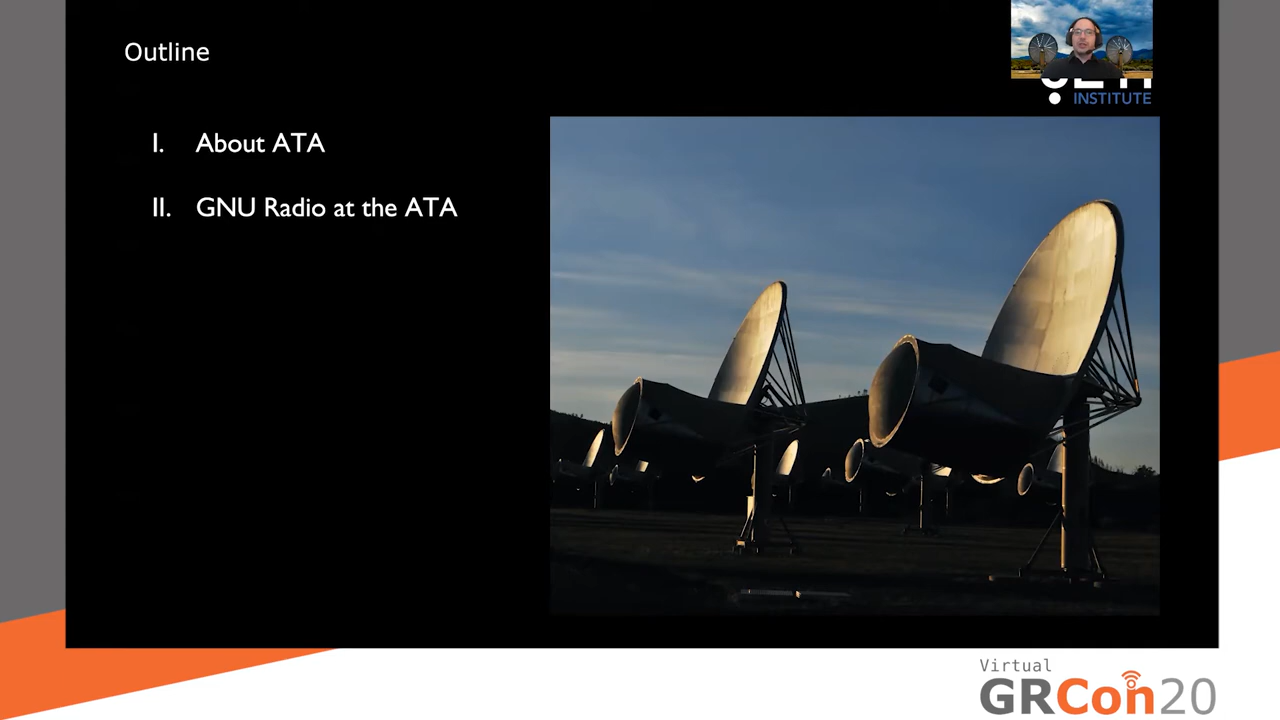 Outline
INSTITUTE
I. About ATA
II. GNU Radio at the ATA
Virtual
GRCon20